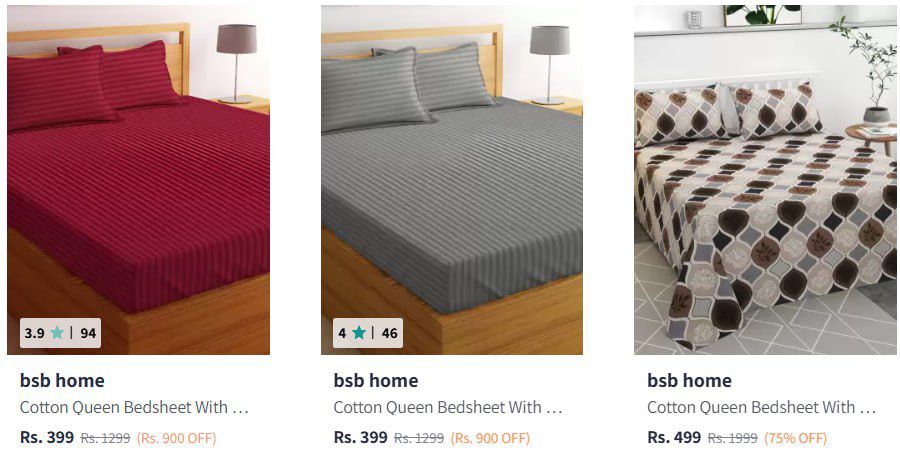 3.9 ★ | 94
bsb home
Cotton Queen Bedsheet With ...
Rs. 399 Rs. 1299 (Rs. 900 OFF)
4 ★ | 46
bsb home
Cotton Queen Bedsheet With ...
Rs. 399 Rs. 1299 (Rs. 900 OFF)
bsb home
Cotton Queen Bedsheet With ...
Rs. 499 Rs. 1999 (75% OFF)